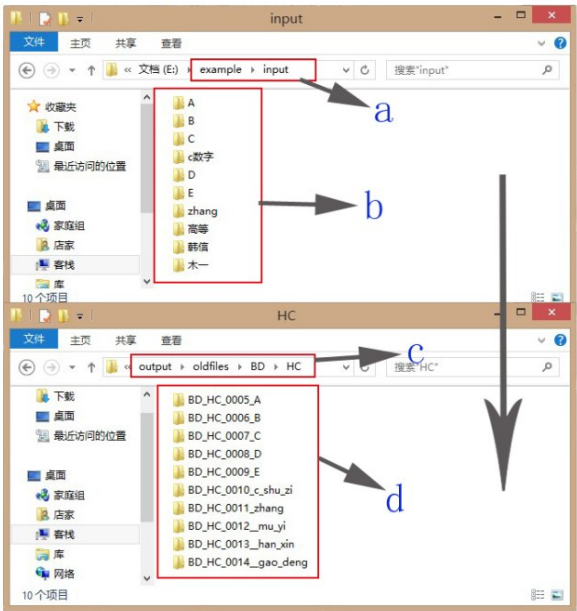 input
文件 主页 共享 查看
« 文档 (E:) example input 搜索"input"
a
收藏夹
下载
桌面
最近访问的位置
桌面
家庭组
店家
客栈
库
A
B
C
c数字
D
E
zhang
高等
韩信
木一
b
10 个项目
HC
文件 主页 共享 查看
« output oldfiles BD HC 搜索"HC"
c
下载
桌面
最近访问的位置
桌面
家庭组
店家
客栈
库
网络
BD_HC_0005_A
BD_HC_0006_B
BD_HC_0007_C
BD_HC_0008_D
BD_HC_0009_E
BD_HC_0010_c_shu_zi
BD_HC_0011_zhang
BD_HC_0012__mu_yi
BD_HC_0013__han_xin
BD_HC_0014__gao_deng
d
10 个项目